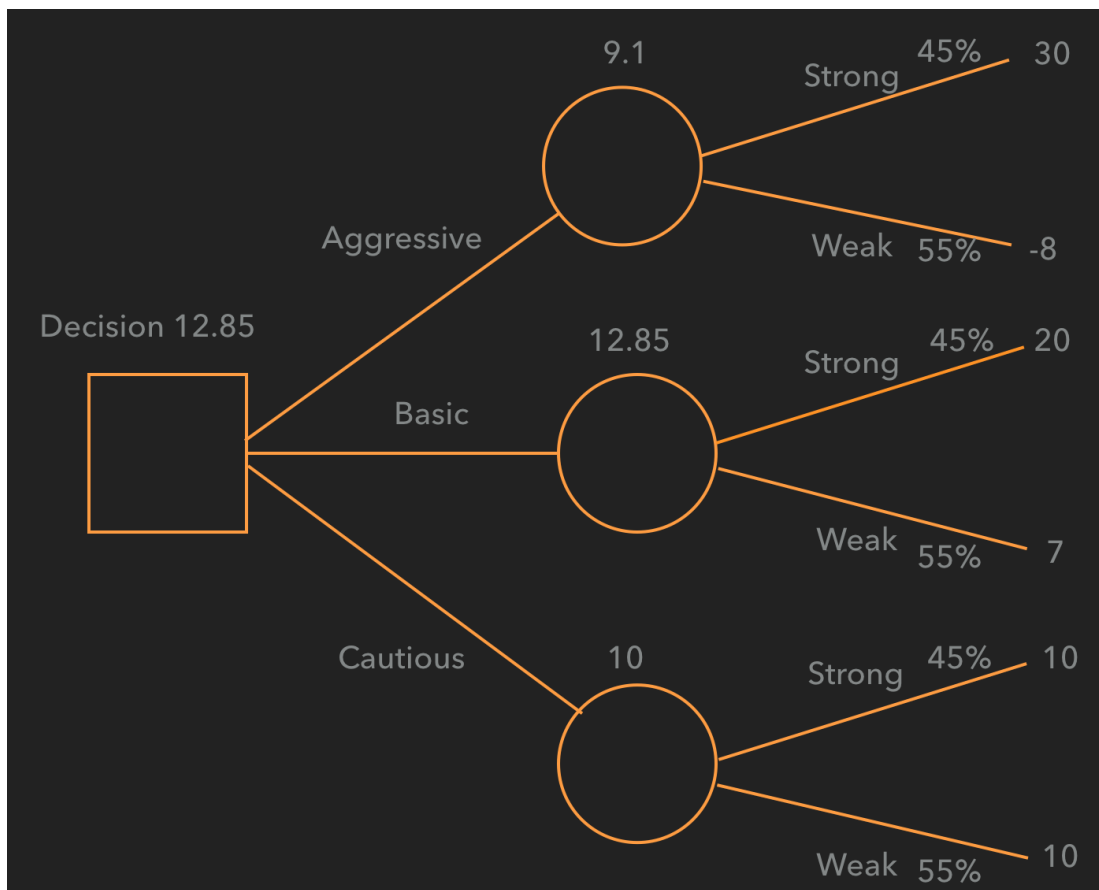 9.1
45%
30
Strong
Aggressive
Weak
55%
-8
Decision 12.85
12.85
45%
20
Strong
Basic
Weak
55%
7
Cautious
10
45%
10
Strong
Weak
55%
10